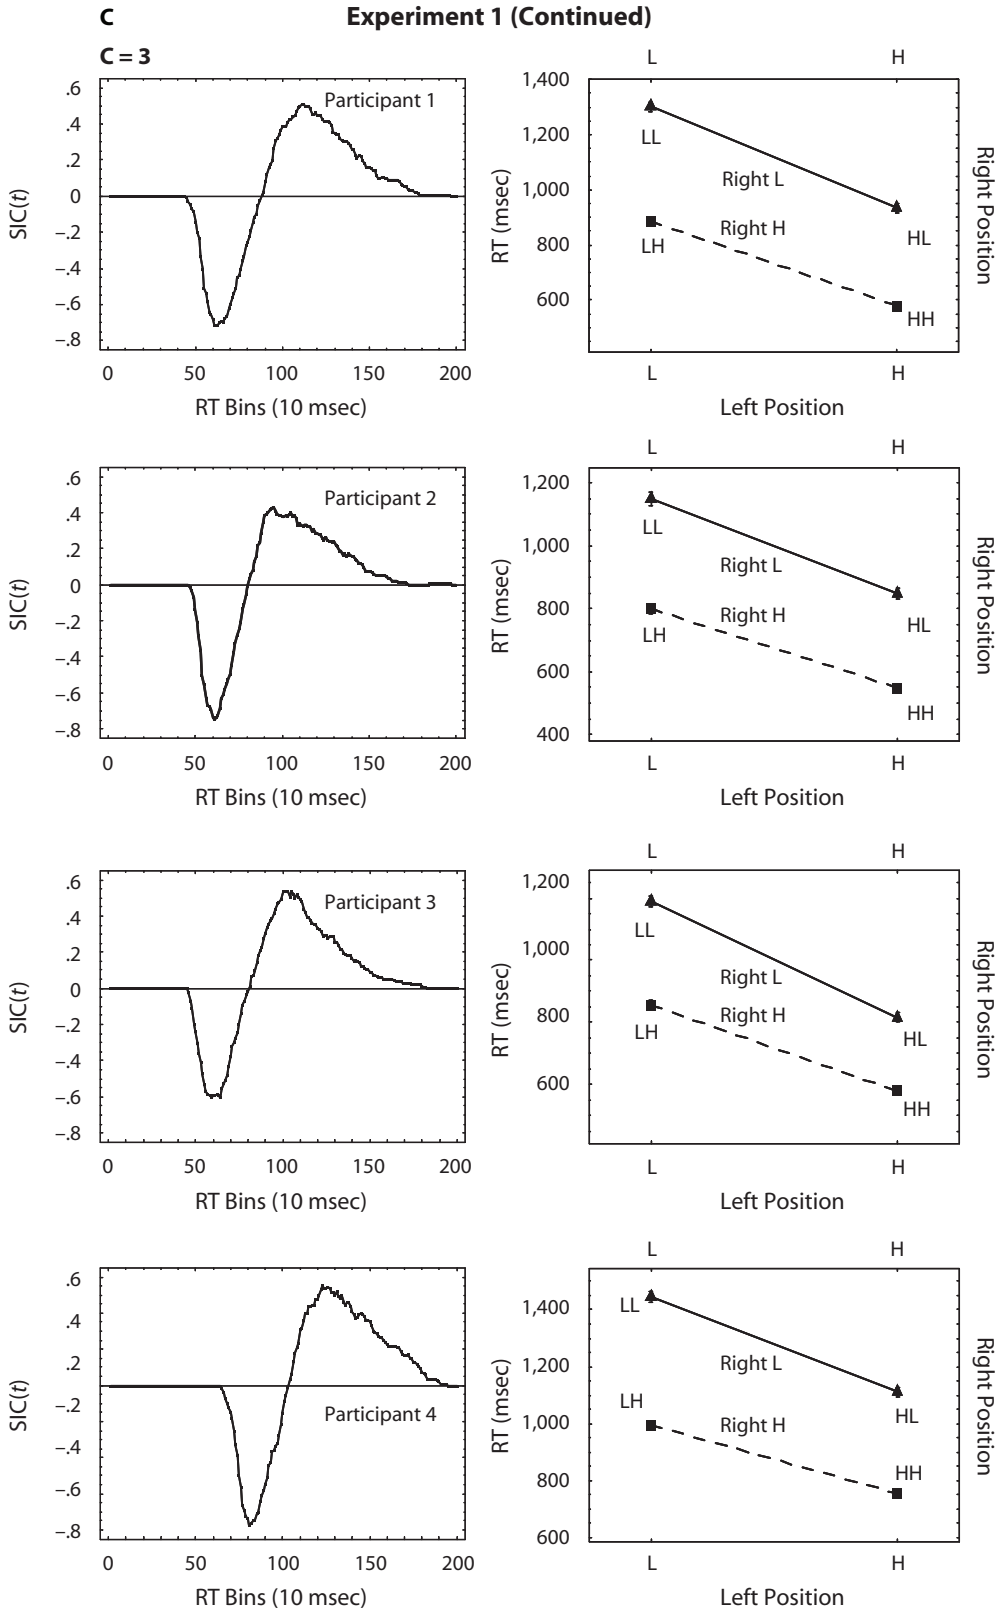 C
Experiment 1 (Continued)
C = 3
.6
.4
.2
0
–.2
–.4
–.6
–.8
SIC(t)
Participant 1
0 50 100 150 200
RT Bins (10 msec)
L H
1,400
1,200
1,000
800
600
RT (msec)
LL
Right L
Right H
LH
HL
HH
Right Position
L H
Left Position
.6
.4
.2
0
–.2
–.4
–.6
–.8
SIC(t)
Participant 2
0 50 100 150 200
RT Bins (10 msec)
L H
1,200
1,000
800
600
400
RT (msec)
LL
Right L
Right H
LH
HL
HH
Right Position
L H
Left Position
.6
.4
.2
0
–.2
–.4
–.6
–.8
SIC(t)
Participant 3
0 50 100 150 200
RT Bins (10 msec)
L H
1,200
1,000
800
600
RT (msec)
LL
Right L
Right H
LH
HL
HH
Right Position
L H
Left Position
.6
.4
.2
0
–.2
–.4
–.6
–.8
SIC(t)
Participant 4
0 50 100 150 200
RT Bins (10 msec)
L H
1,400
1,200
1,000
800
600
RT (msec)
LL
Right L
LH
Right H
HL
HH
Right Position
L H
Left Position